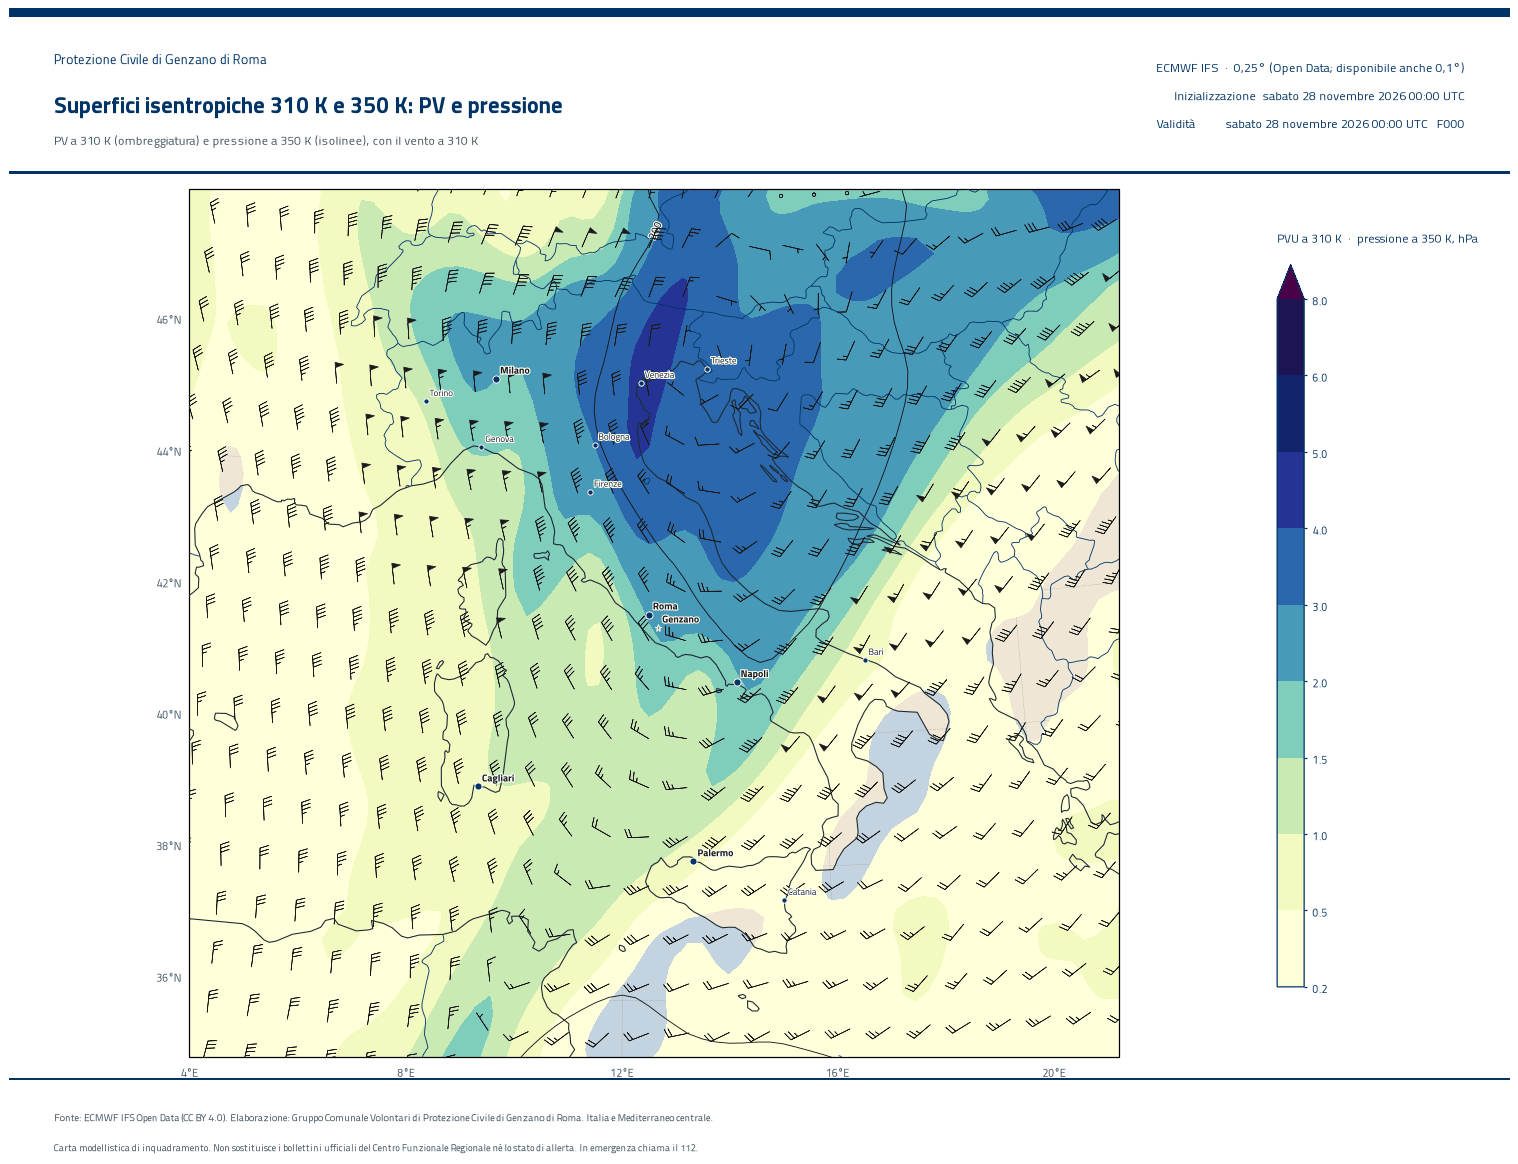 Protezione Civile di Genzano di Roma
Superfici isentropiche 310 K e 350 K: PV e pressione
PV a 310 K (ombreggiatura) e pressione a 350 K (isolinee), con il vento a 310 K
ECMWF IFS · 0,25° (Open Data; disponibile anche 0,1°)
Inizializzazione sabato 28 novembre 2026 00:00 UTC
Validità sabato 28 novembre 2026 00:00 UTC F000
PVU a 310 K · pressione a 350 K, hPa
8.0
6.0
5.0
4.0
3.0
2.0
1.5
1.0
0.5
0.2
46°N
44°N
42°N
40°N
38°N
36°N
4°E
8°E
12°E
16°E
20°E
Milano
Torino
Venezia
Trieste
Genova
Bologna
Firenze
Roma
Genzano
Napoli
Bari
Cagliari
Palermo
Catania
Fonte: ECMWF IFS Open Data (CC BY 4.0). Elaborazione: Gruppo Comunale Volontari di Protezione Civile di Genzano di Roma. Italia e Mediterraneo centrale.
Carta modellistica di inquadramento. Non sostituisce i bollettini ufficiali del Centro Funzionale Regionale né lo stato di allerta. In emergenza chiama il 112.